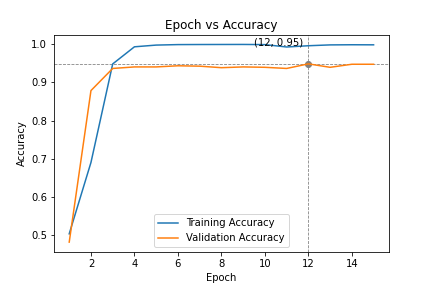 Epoch vs Accuracy
(12, 0.95)
1.0
0.9
0.8
0.7
0.6
0.5
Accuracy
Training Accuracy
Validation Accuracy
2 4 6 8 10 12 14
Epoch